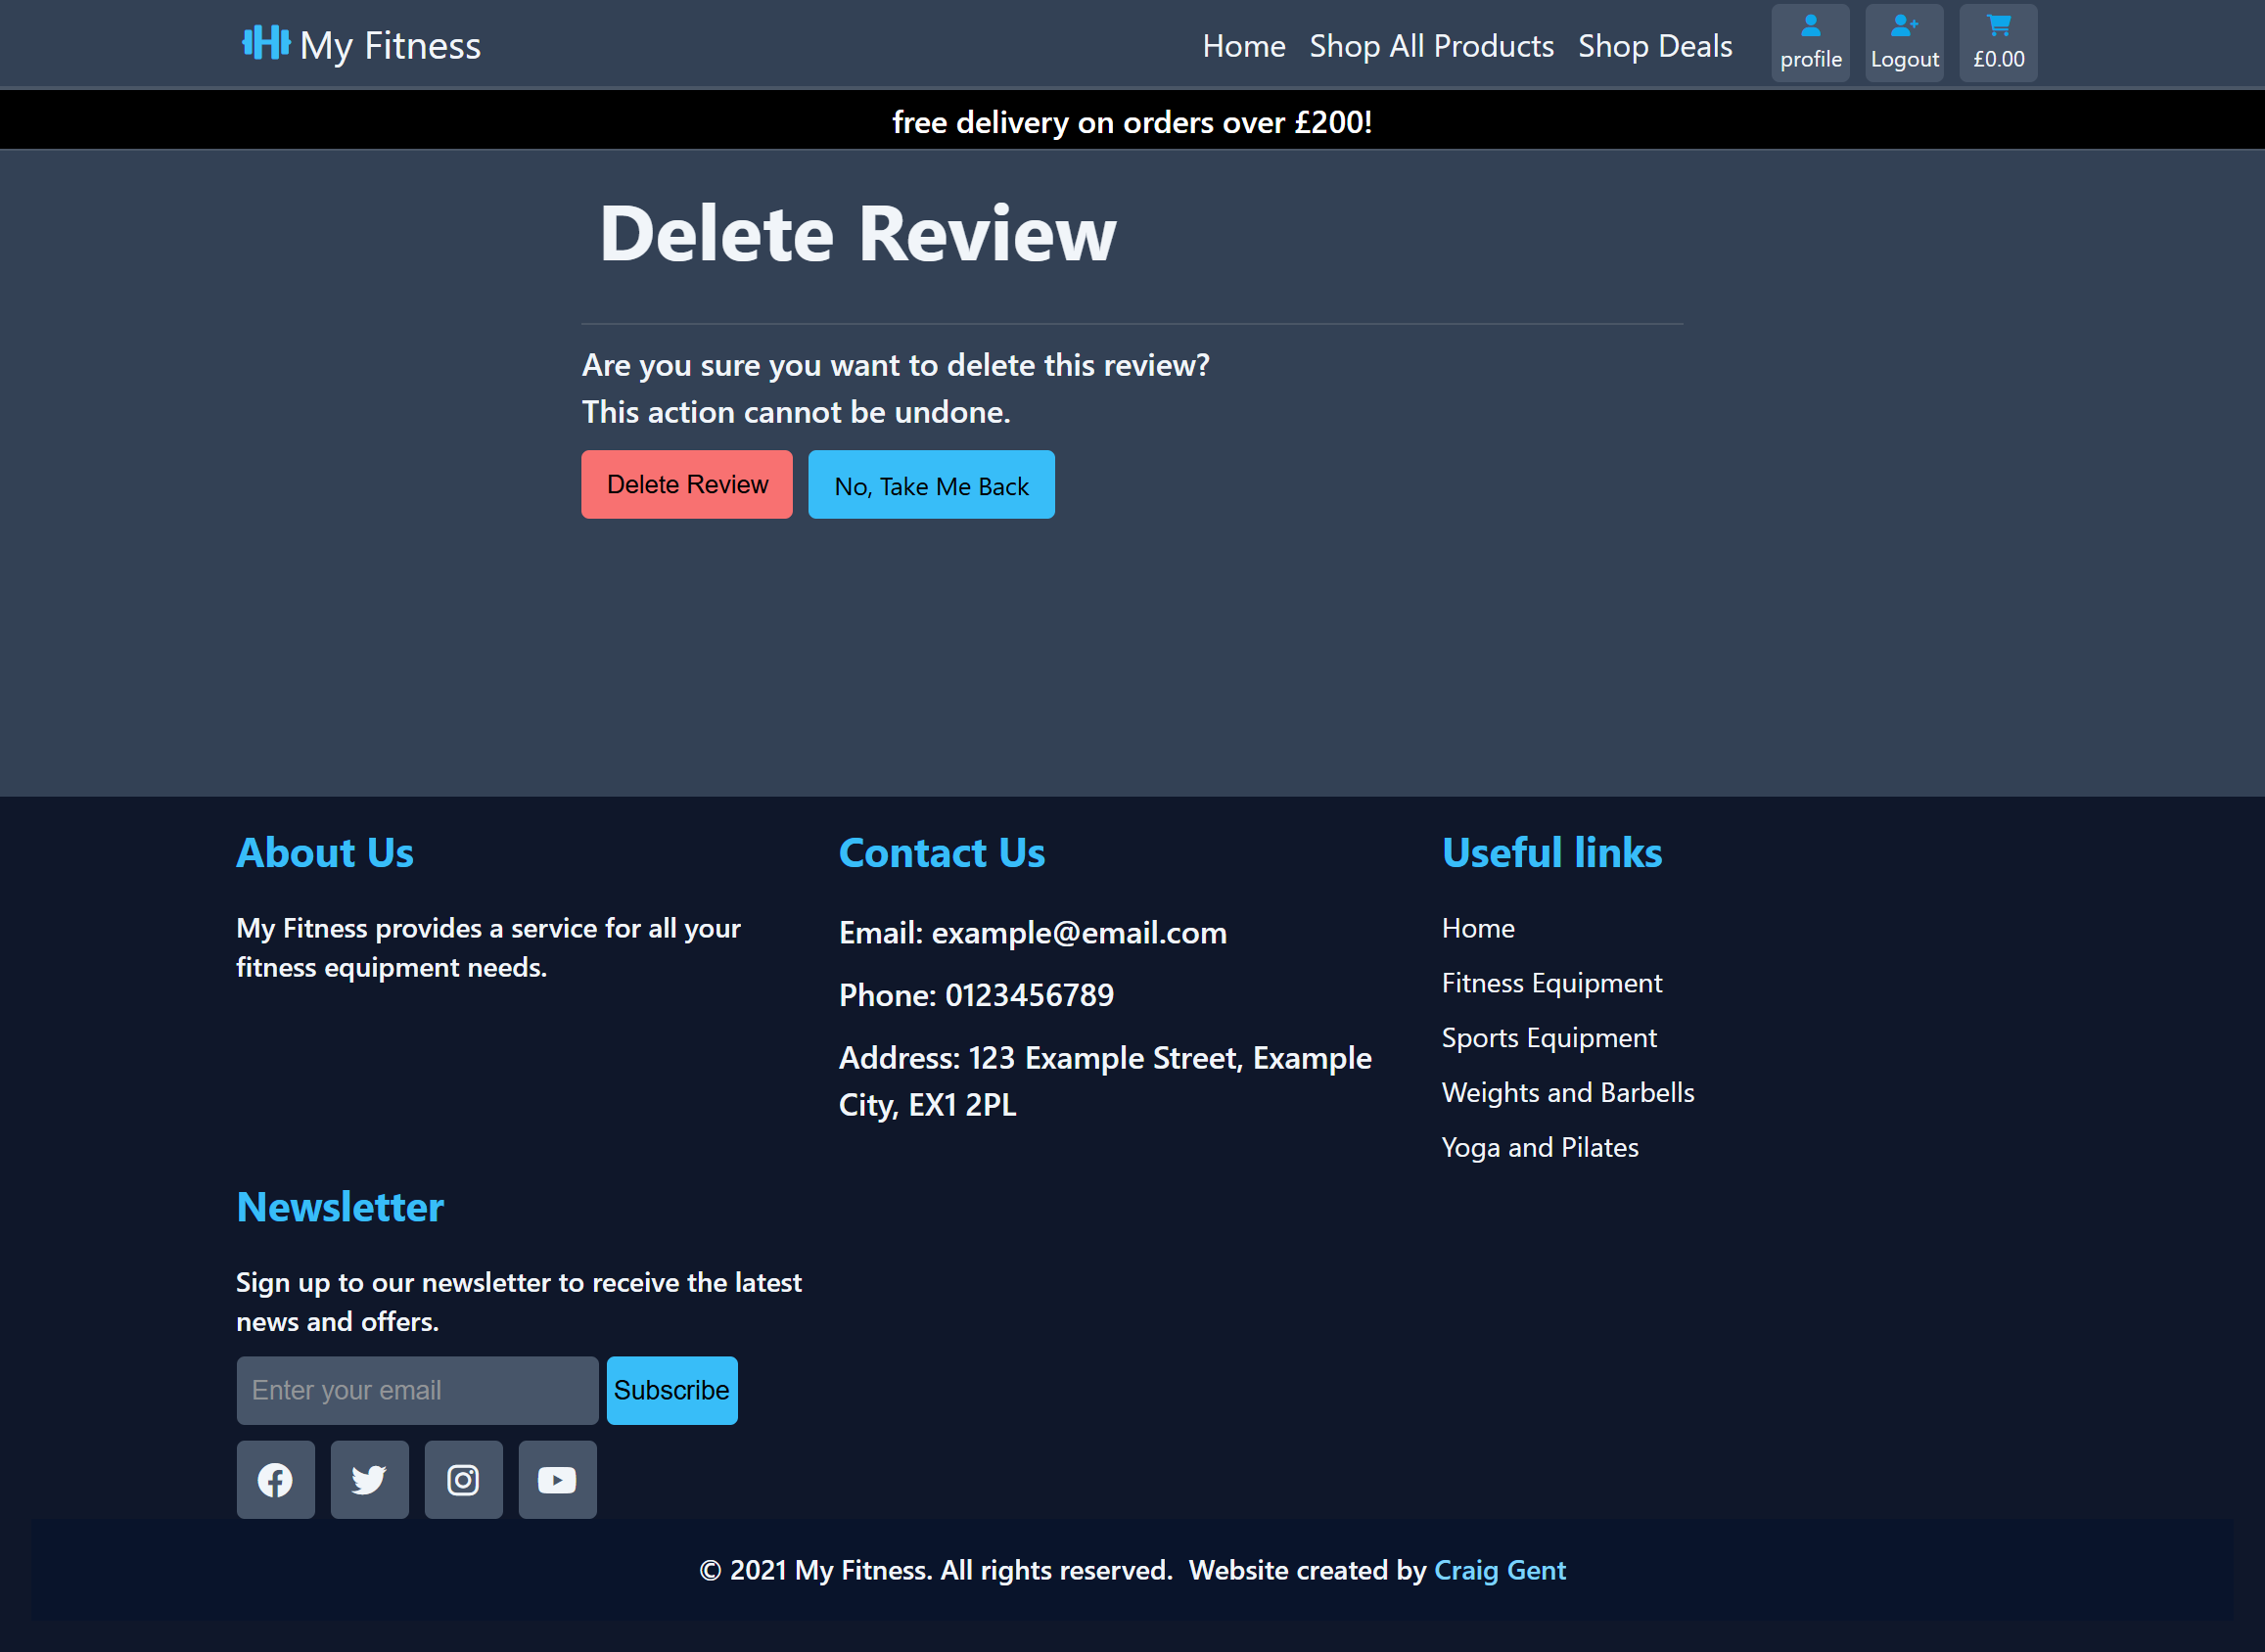 My Fitness
Home Shop All Products Shop Deals
profile
Logout
£0.00
free delivery on orders over £200!
Delete Review
Are you sure you want to delete this review?
This action cannot be undone.
Delete Review
No, Take Me Back
About Us
My Fitness provides a service for all your
fitness equipment needs.
Contact Us
Email: example@email.com
Phone: 0123456789
Address: 123 Example Street, Example
City, EX1 2PL
Useful links
Home
Fitness Equipment
Sports Equipment
Weights and Barbells
Yoga and Pilates
Newsletter
Sign up to our newsletter to receive the latest
news and offers.
Enter your email
Subscribe
© 2021 My Fitness. All rights reserved. Website created by Craig Gent